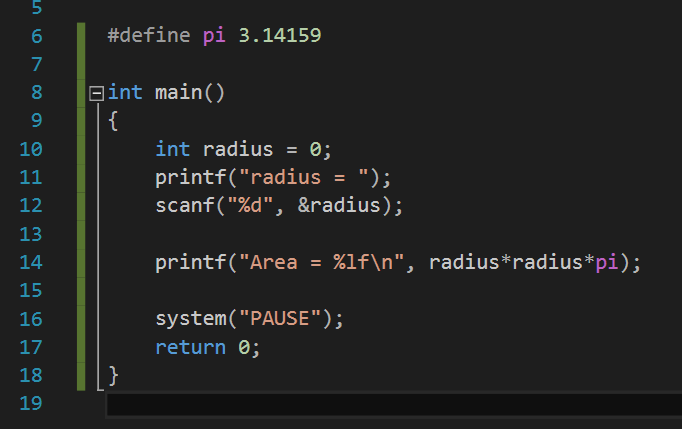 5
6 #define pi 3.14159
7
8 int main()
9 {
10 int radius = 0;
11 printf("radius = ");
12 scanf("%d", &radius);
13
14 printf("Area = %lf\n", radius*radius*pi);
15
16 system("PAUSE");
17 return 0;
18 }
19